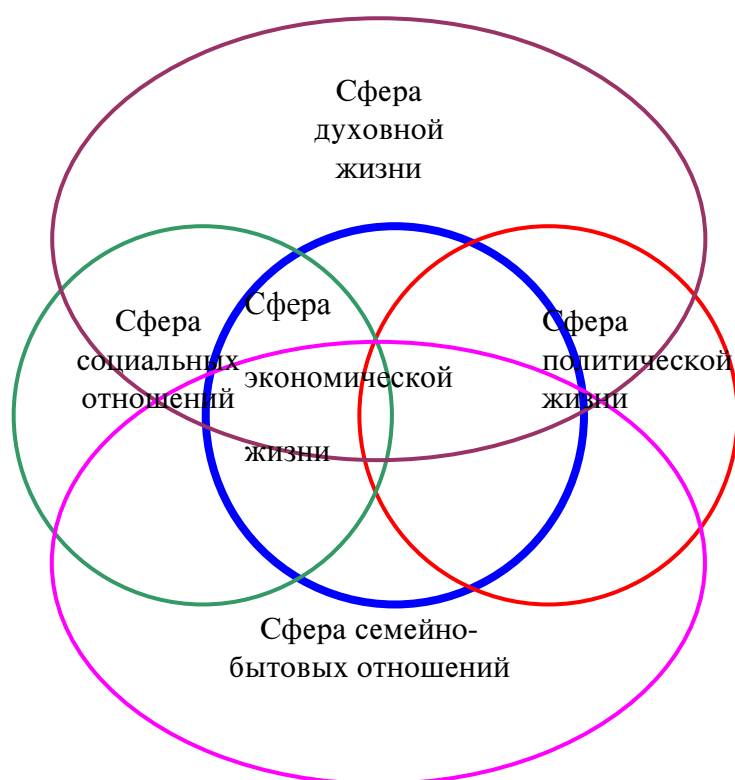 Сфера
духовной
жизни
Сфера
социальных
отношений
Сфера
экономической
жизни
Сфера
политической
жизни
Сфера семейно-
бытовых отношений